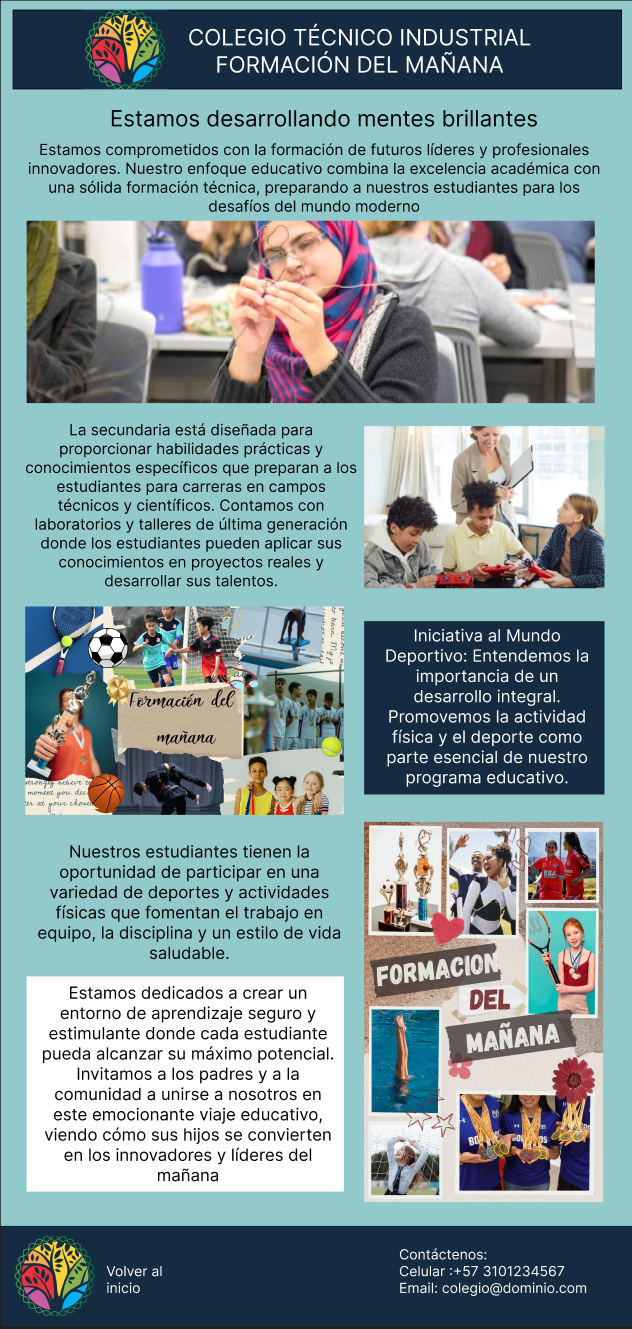 COLEGIO TÉCNICO INDUSTRIAL
FORMACIÓN DEL MAÑANA
Estamos desarrollando mentes brillantes
Estamos comprometidos con la formación de futuros líderes y profesionales
innovadores. Nuestro enfoque educativo combina la excelencia académica con
una sólida formación técnica, preparando a nuestros estudiantes para los
desafíos del mundo moderno
La secundaria está diseñada para
proporcionar habilidades prácticas y
conocimientos específicos que preparan a los
estudiantes para carreras en campos
técnicos y científicos. Contamos con
laboratorios y talleres de última generación
donde los estudiantes pueden aplicar sus
conocimientos en proyectos reales y
desarrollar sus talentos.
Formación del
mañana
Iniciativa al Mundo
Deportivo: Entendemos la
importancia de un
desarrollo integral.
Promovemos la actividad
física y el deporte como
parte esencial de nuestro
programa educativo.
Nuestros estudiantes tienen la
oportunidad de participar en una
variedad de deportes y actividades
físicas que fomentan el trabajo en
equipo, la disciplina y un estilo de vida
saludable.
FORMACION
DEL
MAÑANA
Estamos dedicados a crear un
entorno de aprendizaje seguro y
estimulante donde cada estudiante
pueda alcanzar su máximo potencial.
Invitamos a los padres y a la
comunidad a unirse a nosotros en
este emocionante viaje educativo,
viendo cómo sus hijos se convierten
en los innovadores y líderes del
mañana
Volver al
inicio
Contáctenos:
Celular :+57 3101234567
Email: colegio@dominio.com